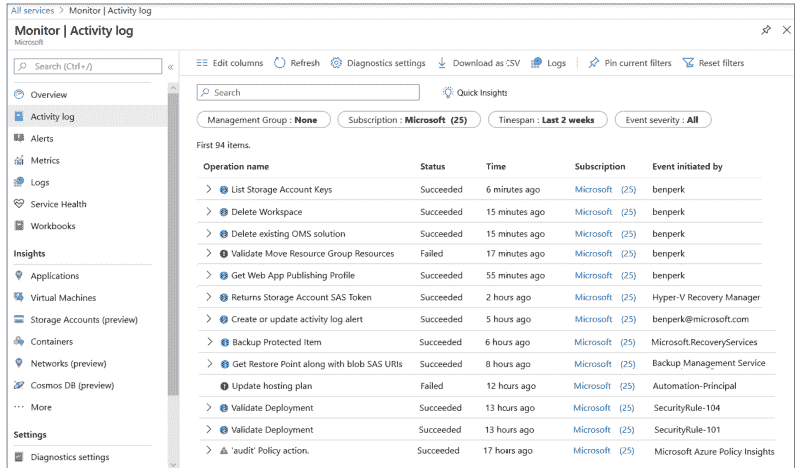 All services > Monitor | Activity log
Monitor | Activity log
Microsoft
Search (Ctrl+/)
«
Overview
Activity log
Alerts
Metrics
Logs
Service Health
Workbooks
Insights
Applications
Virtual Machines
Storage Accounts (preview)
Containers
Networks (preview)
Cosmos DB (preview)
··· More
Settings
Diagnostics settings
Edit columns Refresh Diagnostics settings Download as CSV Logs Pin current filters Reset filters
Search Quick Insights
Management Group : None Subscription : Microsoft (25) Tinespan : Last 2 weeks Event severity : All
First 94 items.
Operation name Status Time Subscription Event initiated by
> List Storage Account Keys Succeeded 6 minutes ago Microsoft (25) benperk
> Delete Workspace Succeeded 15 minutes ago Microsoft (25) benperk
> Delete existing OMS solution Succeeded 15 minutes ago Microsoft (25) benperk
> Validate Move Resource Group Resources Failed 17 minutes ago Microsoft (25) benperk
> Get Web App Publishing Profile Succeeded 55 minutes ago Microsoft (25) benperk
> Returns Storage Account SAS Token Succeeded 2 hours ago Microsoft (25) Hyper-V Recovery Manager
> Create or update activity log alert Succeeded 5 hours ago Microsoft (25) benperk@microsoft.com
> Backup Protected Item Succeeded 6 hours ago Microsoft (25) Microsoft.RecoveryServices
> Get Restore Point along with blob SAS URIs Succeeded 8 hours ago Microsoft (25) Backup Management Service
Update hosting plan Failed 12 hours ago Microsoft (25) Automation-Principal
> Validate Deployment Succeeded 13 hours ago Microsoft (25) SecurityRule-104
> Validate Deployment Succeeded 13 hours ago Microsoft (25) SecurityRule-101
> 'audit' Policy action. Succeeded 17 hours ago Microsoft (25) Microsoft Azure Policy Insights